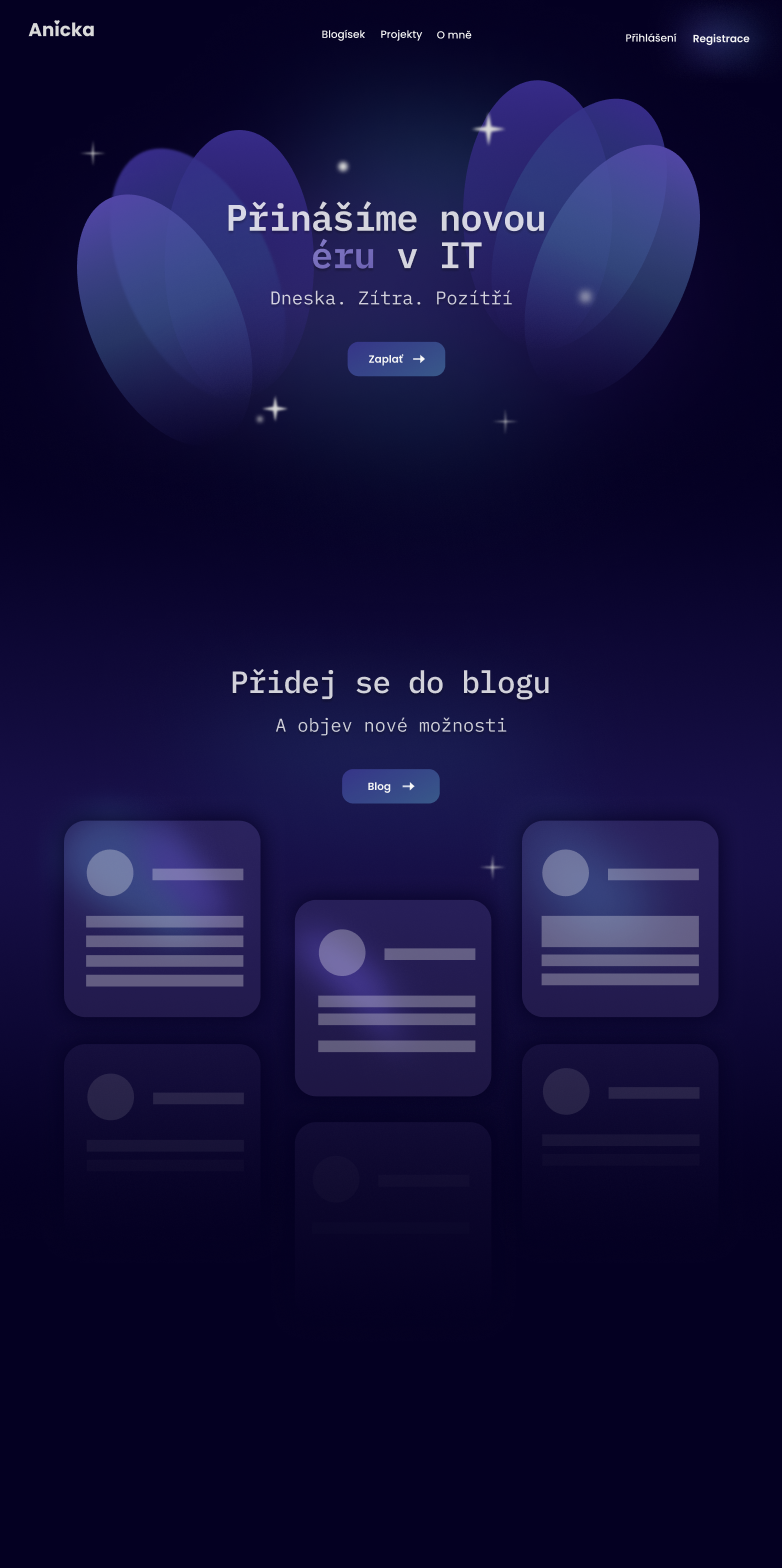 Anička
Blogísek Projekty O mně
Přihlášení Registrace
Přinášíme novou
éru v IT
Dneska. Zítra. Pozítří
Zaplať
Přidej se do blogu
A objev nové možnosti
Blog